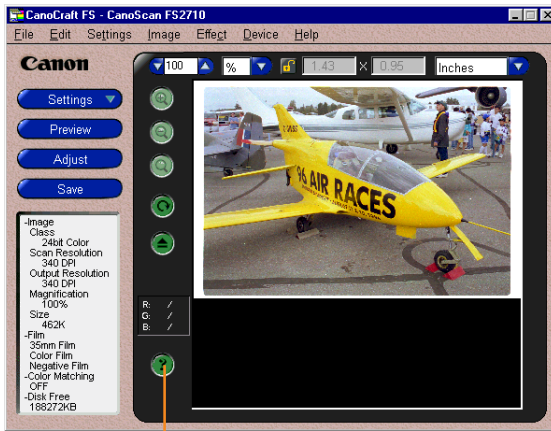 CanoCraft FS - CanoScan FS2710
File Edit Settings Image Effect Device Help
Canon
100 % 1.43 X 0.95 Inches
Settings
Preview
Adjust
Save
-Image
Class
24bit Color
Scan Resolution
340 DPI
Output Resolution
340 DPI
Magnification
100%
Size
462K
-Film
35mm Film
Color Film
Negative Film
-Color Matching
OFF
-Disk Free
188272KB
R: /
G: /
B: /
?
'96 AIR RACES